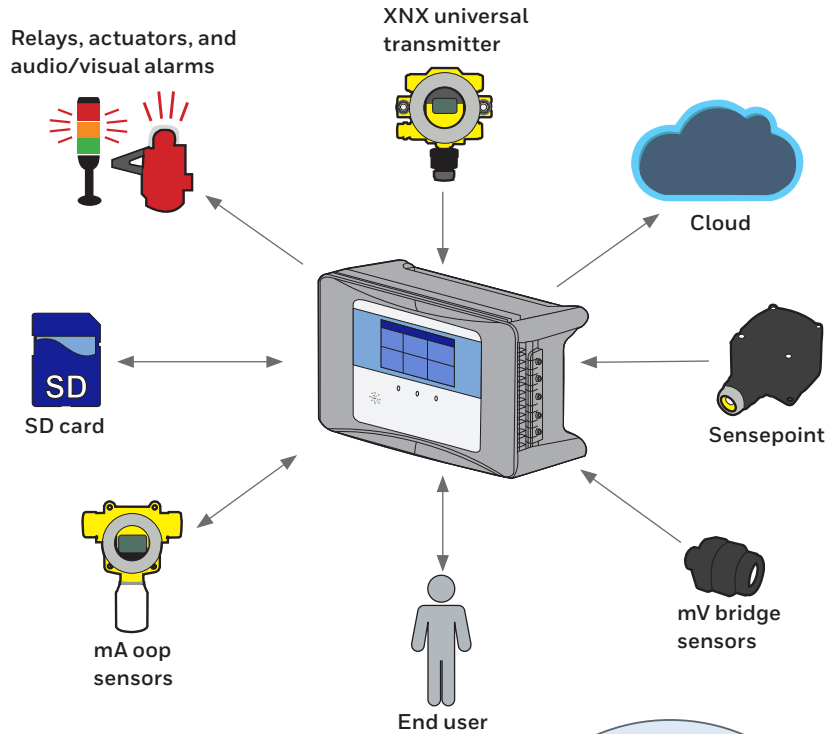 XNX universal
transmitter
Relays, actuators, and
audio/visual alarms
Cloud
SD
SD card
Sensepoint
mA oop
sensors
mV bridge
sensors
End user